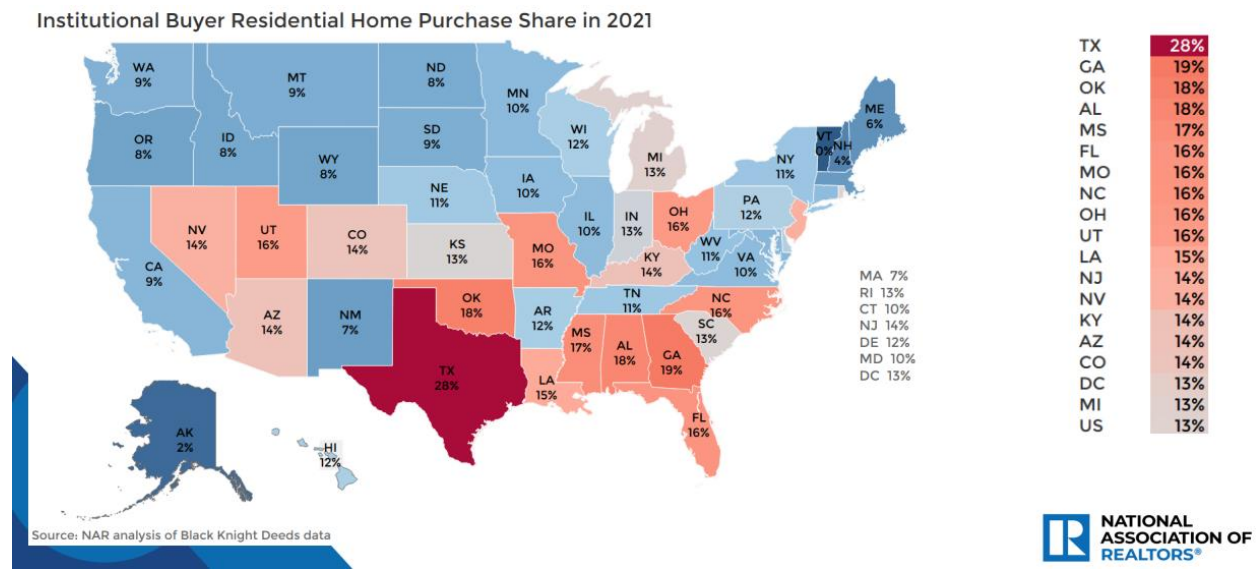 Institutional Buyer Residential Home Purchase Share in 2021
WA
9%
MT
9%
ND
8%
MN
10%
OR
8%
ID
8%
WY
8%
SD
9%
WI
12%
MI
13%
NY
11%
VT
0%
NH
4%
ME
6%
NE
11%
IA
10%
IL
10%
IN
13%
OH
16%
PA
12%
NV
14%
UT
16%
CO
14%
KS
13%
MO
16%
KY
14%
WV
11%
VA
10%
CA
9%
AZ
14%
NM
7%
OK
18%
AR
12%
TN
11%
NC
16%
SC
13%
TX
28%
LA
15%
MS
17%
AL
18%
GA
19%
FL
16%
AK
2%
HI
12%
MA 7%
RI 13%
CT 10%
NJ 14%
DE 12%
MD 10%
DC 13%
TX 28%
GA 19%
OK 18%
AL 18%
MS 17%
FL 16%
MO 16%
NC 16%
OH 16%
UT 16%
LA 15%
NJ 14%
NV 14%
KY 14%
AZ 14%
CO 14%
DC 13%
MI 13%
US 13%
Source: NAR analysis of Black Knight Deeds data
R
NATIONAL
ASSOCIATION OF
REALTORS®